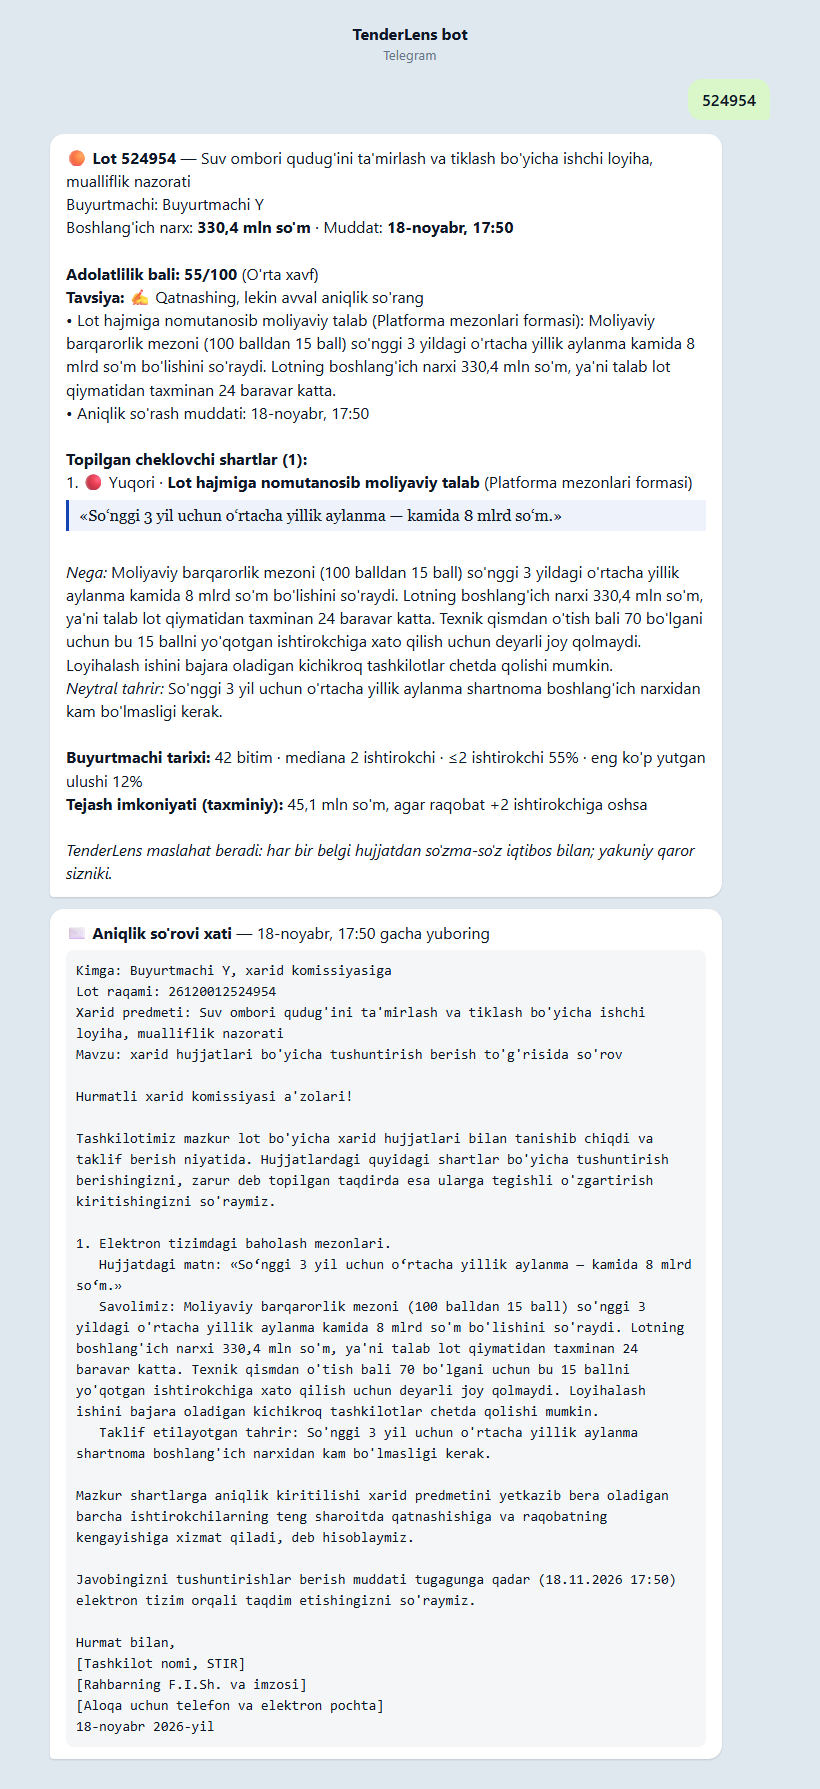 TenderLens bot
Telegram
524954
🟠 Lot 524954 — Suv ombori qudug'ini ta'mirlash va tiklash bo'yicha ishchi loyiha,
mualliflik nazorati
Buyurtmachi: Buyurtmachi Y
Boshlang'ich narx: 330,4 mln so'm · Muddat: 18-noyabr, 17:50
Adolatlilik bali: 55/100 (O'rta xavf)
Tavsiya: ✍️ Qatnashing, lekin avval aniqlik so'rang
• Lot hajmiga nomutanosib moliyaviy talab (Platforma mezonlari formasi): Moliyaviy
barqarorlik mezoni (100 balldan 15 ball) so'nggi 3 yildagi o'rtacha yillik aylanma kamida 8
mlrd so'm bo'lishini so'raydi. Lotning boshlang'ich narxi 330,4 mln so'm, ya'ni talab lot
qiymatidan taxminan 24 baravar katta.
• Aniqlik so'rash muddati: 18-noyabr, 17:50
Topilgan cheklovchi shartlar (1):
1. 🔴 Yuqori · Lot hajmiga nomutanosib moliyaviy talab (Platforma mezonlari formasi)
«Soʻnggi 3 yil uchun oʻrtacha yillik aylanma — kamida 8 mlrd soʻm.»
Nega: Moliyaviy barqarorlik mezoni (100 balldan 15 ball) so'nggi 3 yildagi o'rtacha yillik
aylanma kamida 8 mlrd so'm bo'lishini so'raydi. Lotning boshlang'ich narxi 330,4 mln so'm,
ya'ni talab lot qiymatidan taxminan 24 baravar katta. Texnik qismdan o'tish bali 70 bo'lgani
uchun bu 15 ballni yo'qotgan ishtirokchiga xato qilish uchun deyarli joy qolmaydi.
Loyihalash ishini bajara oladigan kichikroq tashkilotlar chetda qolishi mumkin.
Neytral tahrir: So'nggi 3 yil uchun o'rtacha yillik aylanma shartnoma boshlang'ich narxidan
kam bo'lmasligi kerak.
Buyurtmachi tarixi: 42 bitim · mediana 2 ishtirokchi · ≤2 ishtirokchi 55% · eng ko'p yutgan
ulushi 12%
Tejash imkoniyati (taxminiy): 45,1 mln so'm, agar raqobat +2 ishtirokchiga oshsa
TenderLens maslahat beradi: har bir belgi hujjatdan so'zma-so'z iqtibos bilan; yakuniy qaror
sizniki.
✉️ Aniqlik so'rovi xati — 18-noyabr, 17:50 gacha yuboring
Kimga: Buyurtmachi Y, xarid komissiyasiga
Lot raqami: 26120012524954
Xarid predmeti: Suv ombori qudug'ini ta'mirlash va tiklash bo'yicha ishchi
loyiha, mualliflik nazorati
Mavzu: xarid hujjatlari bo'yicha tushuntirish berish to'g'risida so'rov
Hurmatli xarid komissiyasi a'zolari!
Tashkilotimiz mazkur lot bo'yicha xarid hujjatlari bilan tanishib chiqdi va
taklif berish niyatida. Hujjatlardagi quyidagi shartlar bo'yicha tushuntirish
berishingizni, zarur deb topilgan taqdirda esa ularga tegishli o'zgartirish
kiritishingizni so'raymiz.
1. Elektron tizimdagi baholash mezonlari.
Hujjatdagi matn: «Soʻnggi 3 yil uchun oʻrtacha yillik aylanma — kamida 8 mlrd
soʻm.»
Savolimiz: Moliyaviy barqarorlik mezoni (100 balldan 15 ball) so'nggi 3
yildagi o'rtacha yillik aylanma kamida 8 mlrd so'm bo'lishini so'raydi. Lotning
boshlang'ich narxi 330,4 mln so'm, ya'ni talab lot qiymatidan taxminan 24
baravar katta. Texnik qismdan o'tish bali 70 bo'lgani uchun bu 15 ballni
yo'qotgan ishtirokchiga xato qilish uchun deyarli joy qolmaydi. Loyihalash
ishini bajara oladigan kichikroq tashkilotlar chetda qolishi mumkin.
Taklif etilayotgan tahrir: So'nggi 3 yil uchun o'rtacha yillik aylanma
shartnoma boshlang'ich narxidan kam bo'lmasligi kerak.
Mazkur shartlarga aniqlik kiritilishi xarid predmetini yetkazib bera oladigan
barcha ishtirokchilarning teng sharoitda qatnashishiga va raqobatning
kengayishiga xizmat qiladi, deb hisoblaymiz.
Javobingizni tushuntirishlar berish muddati tugagunga qadar (18.11.2026 17:50)
elektron tizim orqali taqdim etishingizni so'raymiz.
Hurmat bilan,
[Tashkilot nomi, STIR]
[Rahbarning F.I.Sh. va imzosi]
[Aloqa uchun telefon va elektron pochta]
18-noyabr 2026-yil